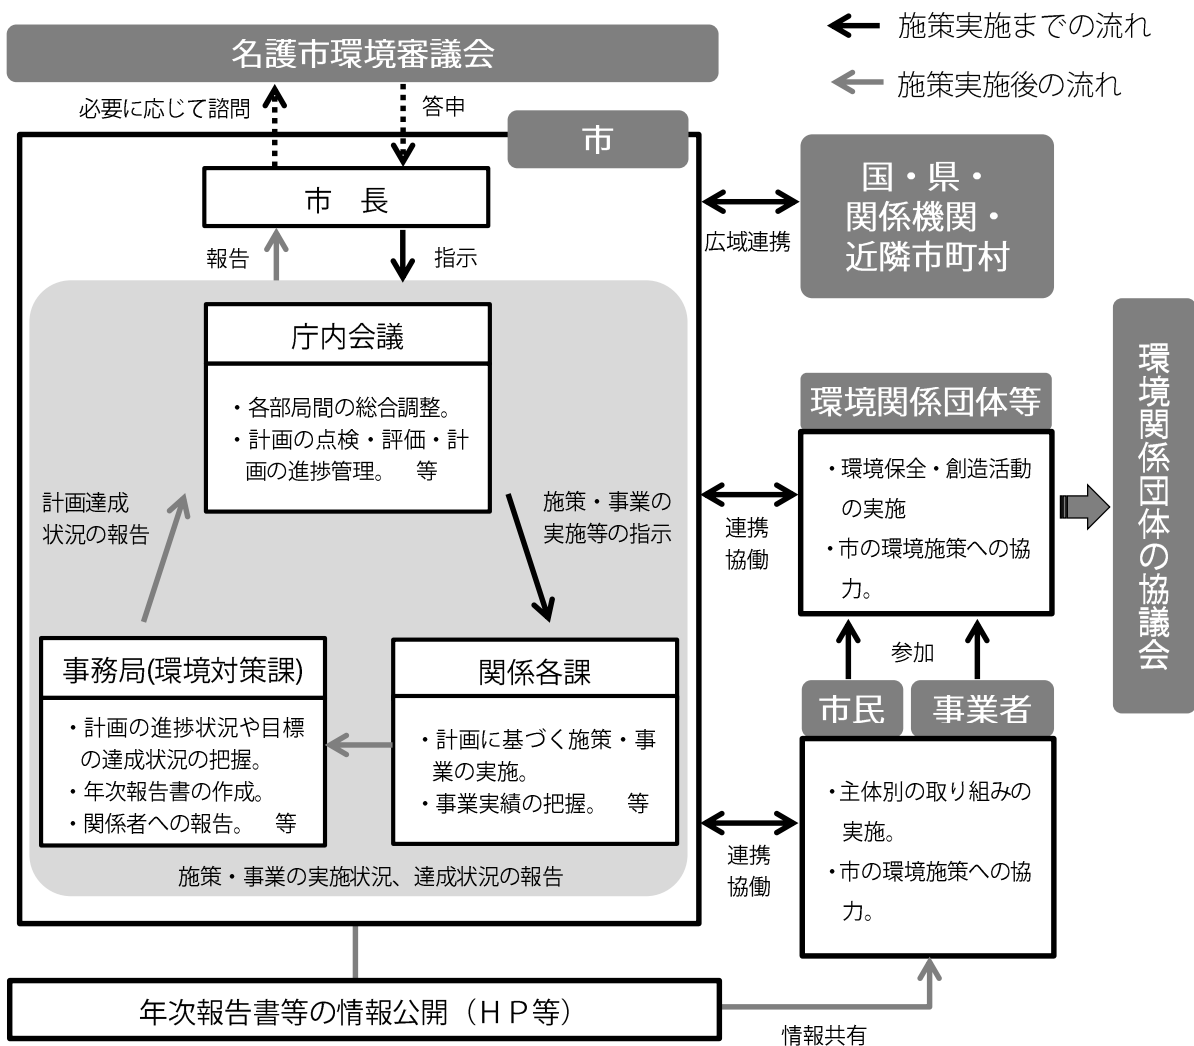 施策実施までの流れ
施策実施後の流れ
名護市環境審議会
必要に応じて諮問
答申
市
市　長
報告
指示
広域連携
国・県・
関係機関・
近隣市町村
庁内会議
・各部局間の総合調整。
・計画の点検・評価・計
画の進捗管理。　等
計画達成
状況の報告
施策・事業の
実施等の指示
事務局(環境対策課)
・計画の進捗状況や目標
の達成状況の把握。
・年次報告書の作成。
・関係者への報告。　等
関係各課
・計画に基づく施策・事
業の実施。
・事業実績の把握。　等
施策・事業の実施状況、達成状況の報告
連携
協働
環境関係団体等
・環境保全・創造活動
の実施
・市の環境施策への協
力。
環境関係団体の協議会
参加
市民
事業者
連携
協働
・主体別の取り組みの
実施。
・市の環境施策への協
力。
年次報告書等の情報公開（ＨＰ等）
情報共有